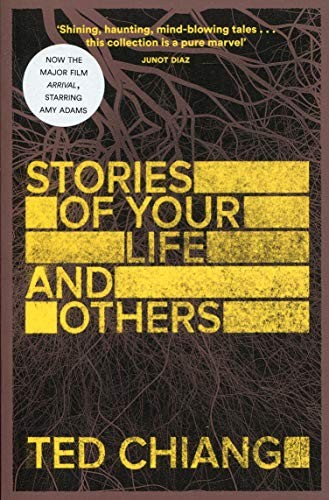 'Shining, haunting, mind-blowing tales . . .
this collection is a pure marvel'
JUNOT DIAZ
NOW THE
MAJOR FILM
ARRIVAL,
STARRING
AMY ADAMS
STORIES
OF YOUR
LIFE
AND
OTHERS
TED CHIANG